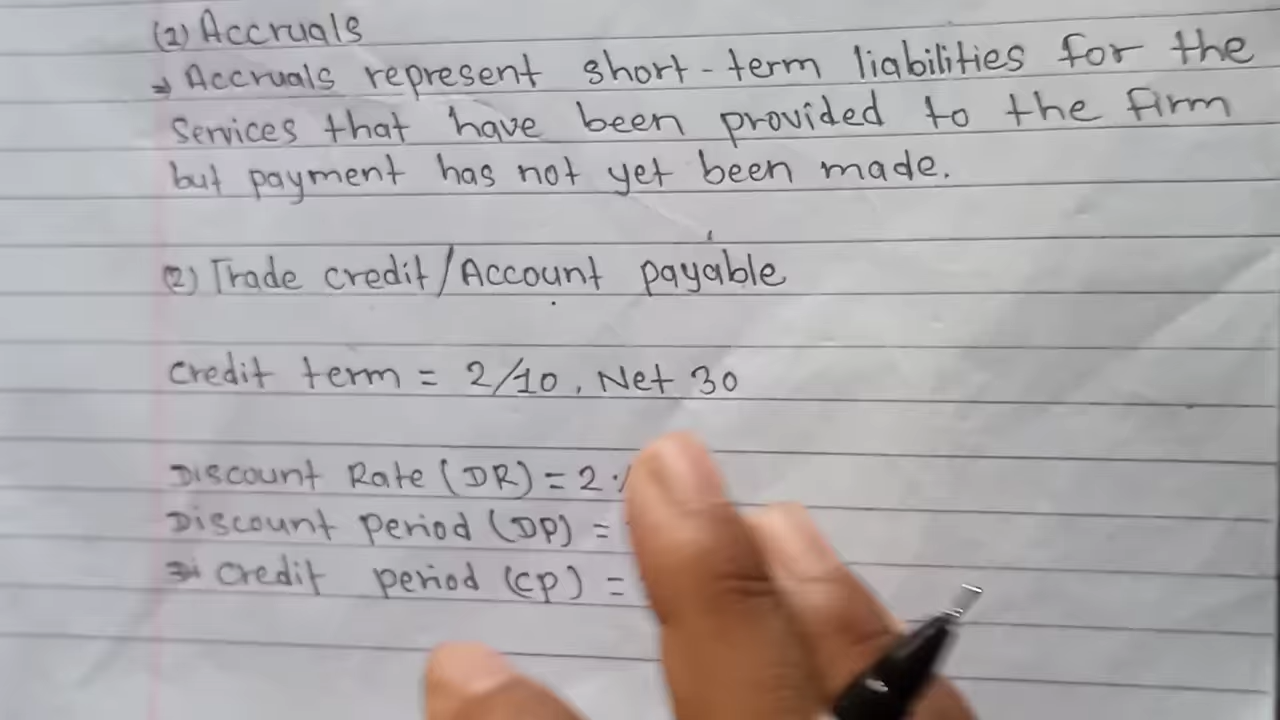 (2) Accruals
→ Accruals represent short-term liabilities for the
services that have been provided to the firm
but payment has not yet been made.
(2) Trade credit/Account payable
credit term = 2/10, Net 30
Discount Rate (DR) = 2
Discount period (DP) =
credit period (CP) =